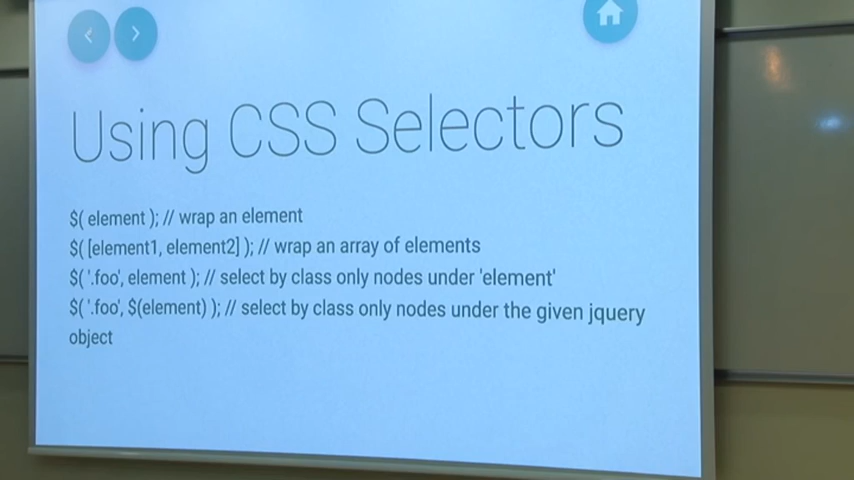 Using CSS Selectors
$( element ); // wrap an element
$( [element1, element2] ); // wrap an array of elements
$( '.foo', element ); // select by class only nodes under 'element'
$( '.foo', $(element) ); // select by class only nodes under the given jquery
object